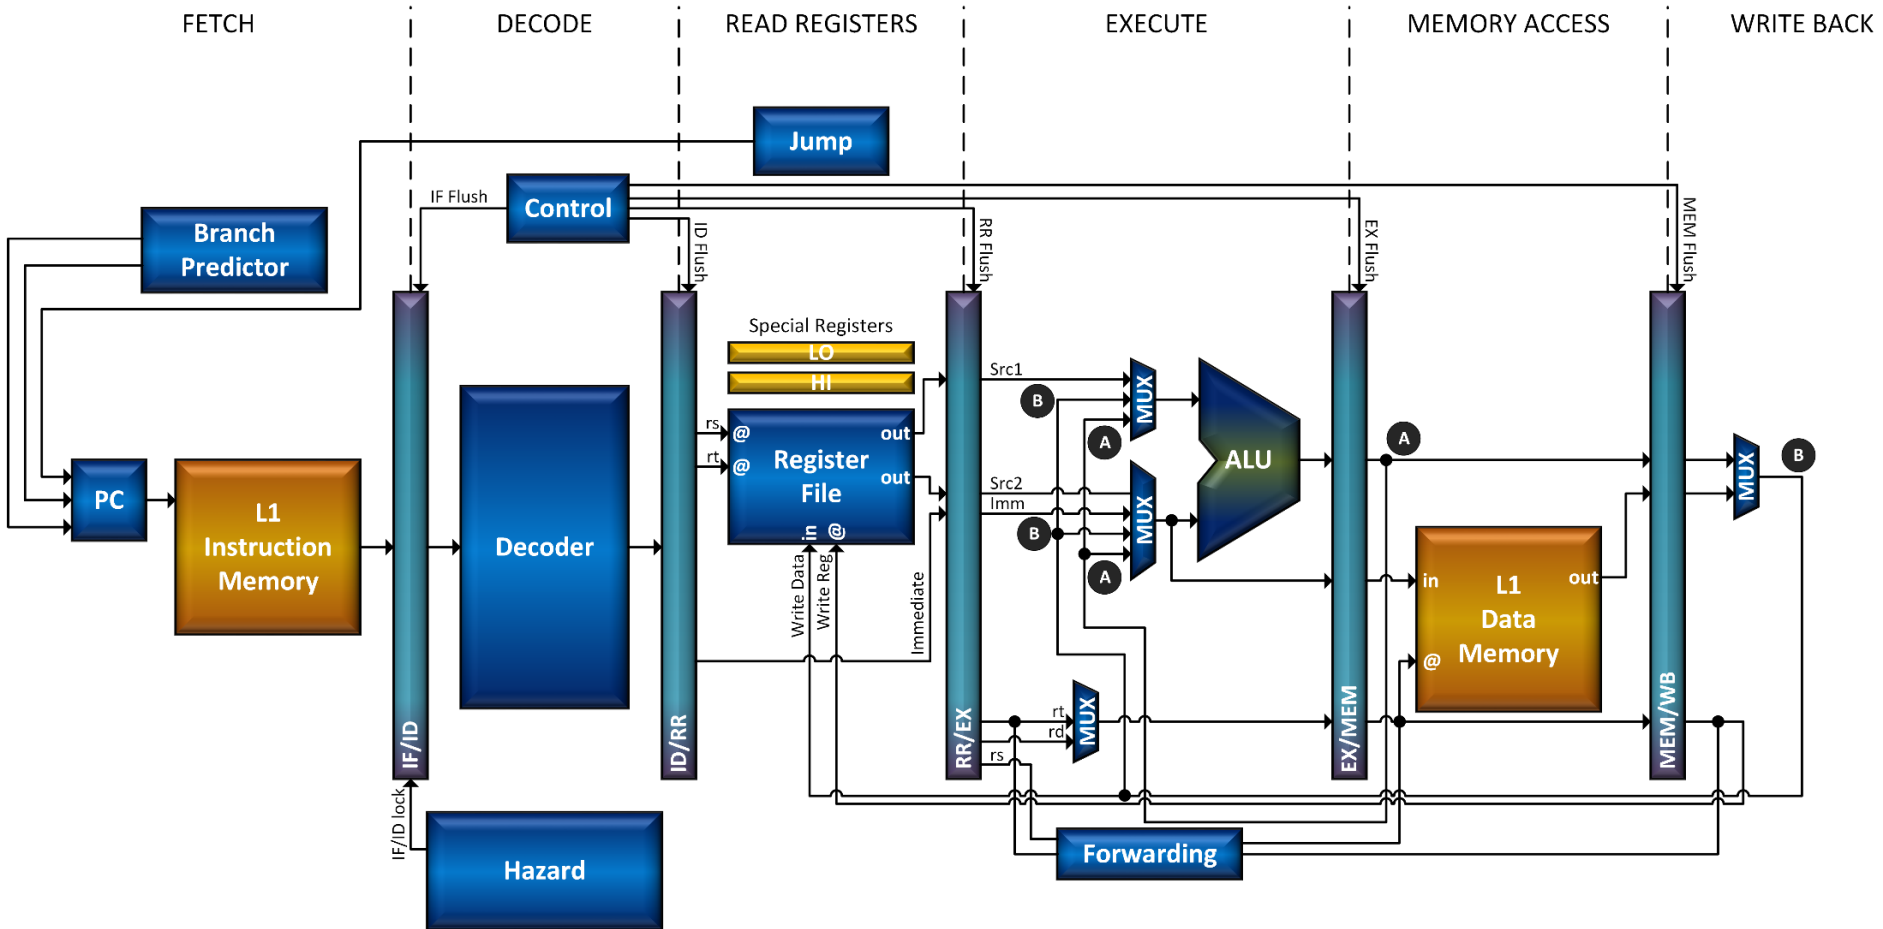 FETCH
DECODE
READ REGISTERS
EXECUTE
MEMORY ACCESS
WRITE BACK
Jump
Control
IF Flush
ID Flush
RR Flush
EX Flush
MEM Flush
Branch
Predictor
Special Registers
LO
HI
PC
L1
Instruction
Memory
IF/ID
Decoder
ID/RR
rs
rt
@
@
Register
File
out
out
in
@
Write Data
Write Reg
Immediate
RR/EX
Src1
B
A
MUX
Src2
Imm
B
A
MUX
ALU
rt
rd
rs
MUX
EX/MEM
A
in
@
L1
Data
Memory
out
MEM/WB
MUX
B
IF/ID lock
Hazard
Forwarding